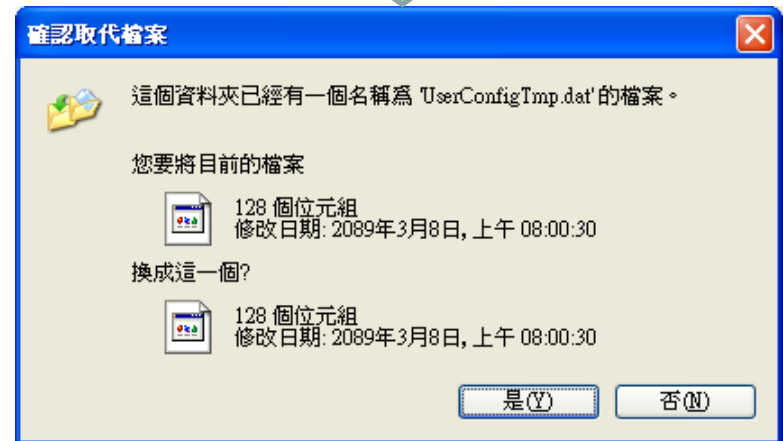 確認取代檔案
這個資料夾已經有一個名稱為 'UserConfigTmp.dat' 的檔案。
您要將目前的檔案
128 個位元組
修改日期: 2089年3月8日, 上午 08:00:30
換成這一個?
128 個位元組
修改日期: 2089年3月8日, 上午 08:00:30
是(Y) 否(N)